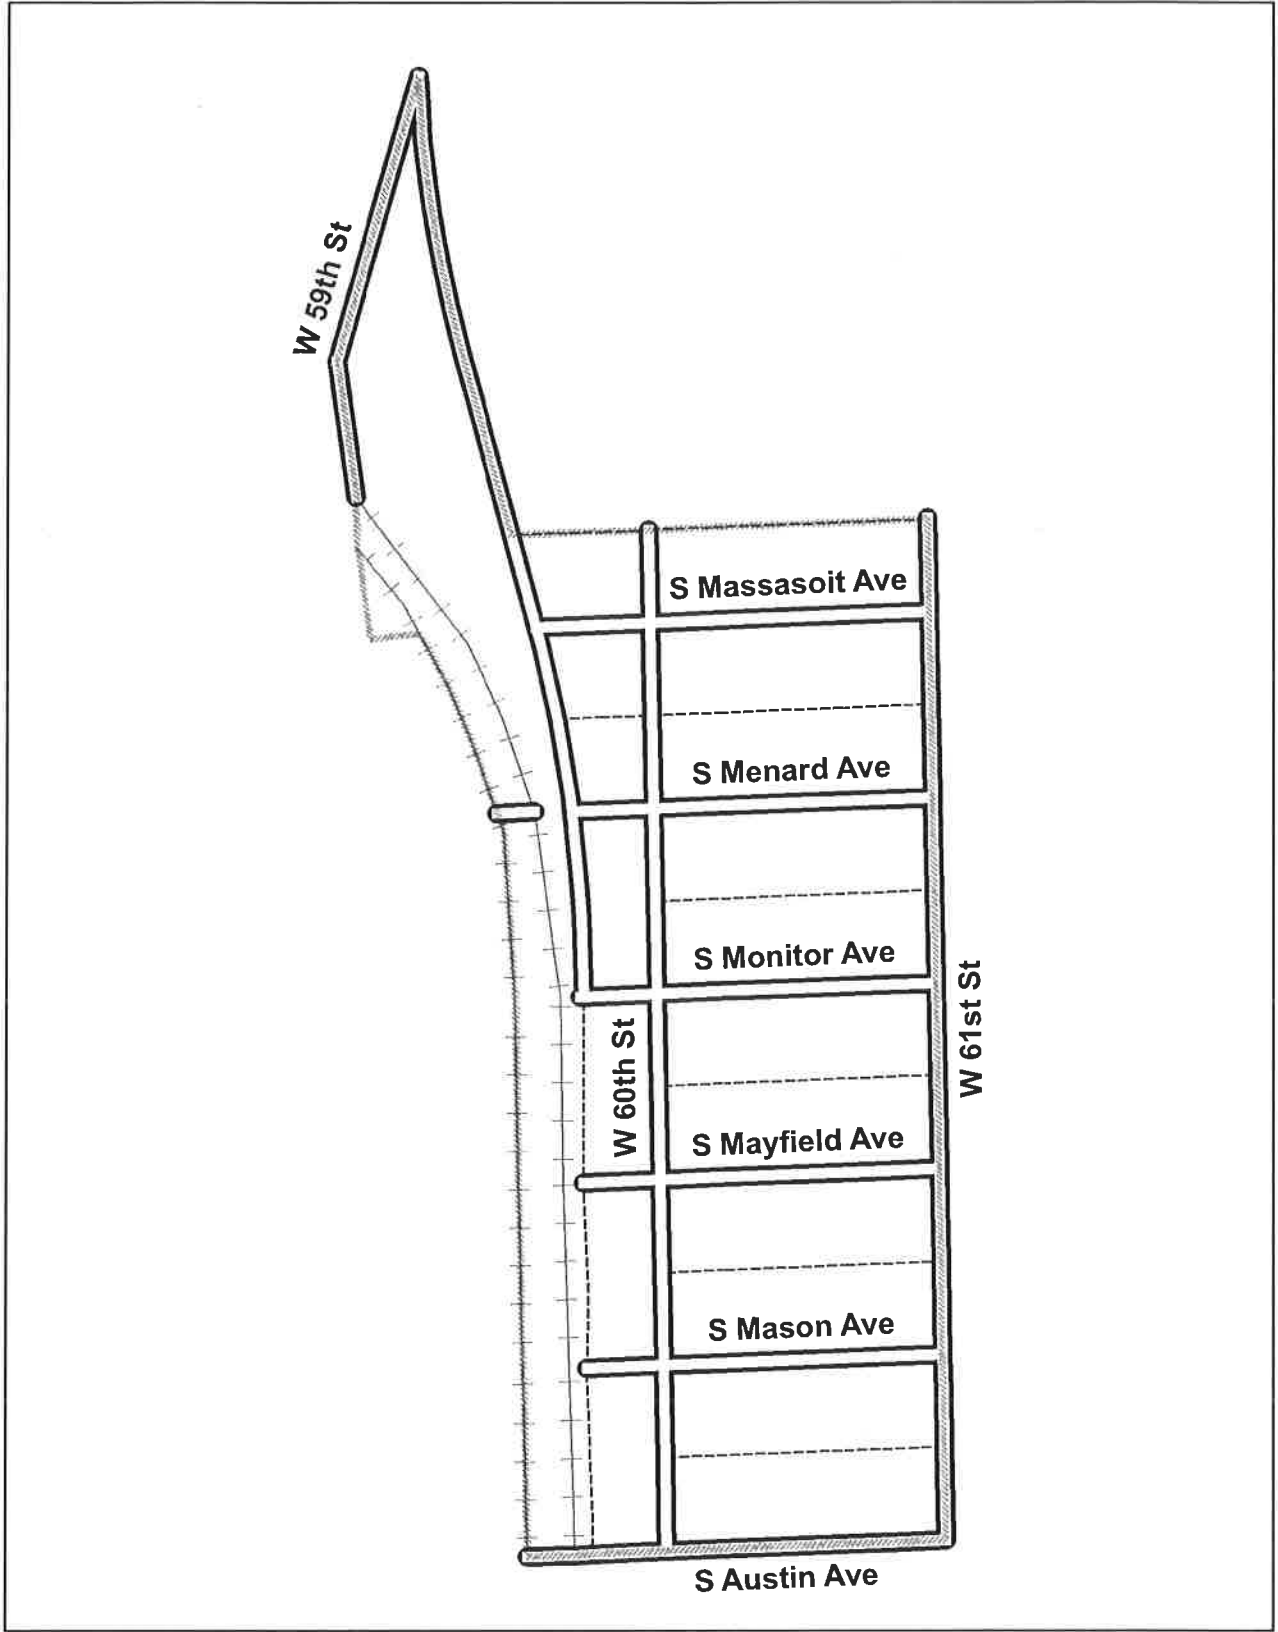 W 59th St
S Massasoit Ave
S Menard Ave
S Monitor Ave
W 60th St
W 61st St
S Mayfield Ave
S Mason Ave
S Austin Ave